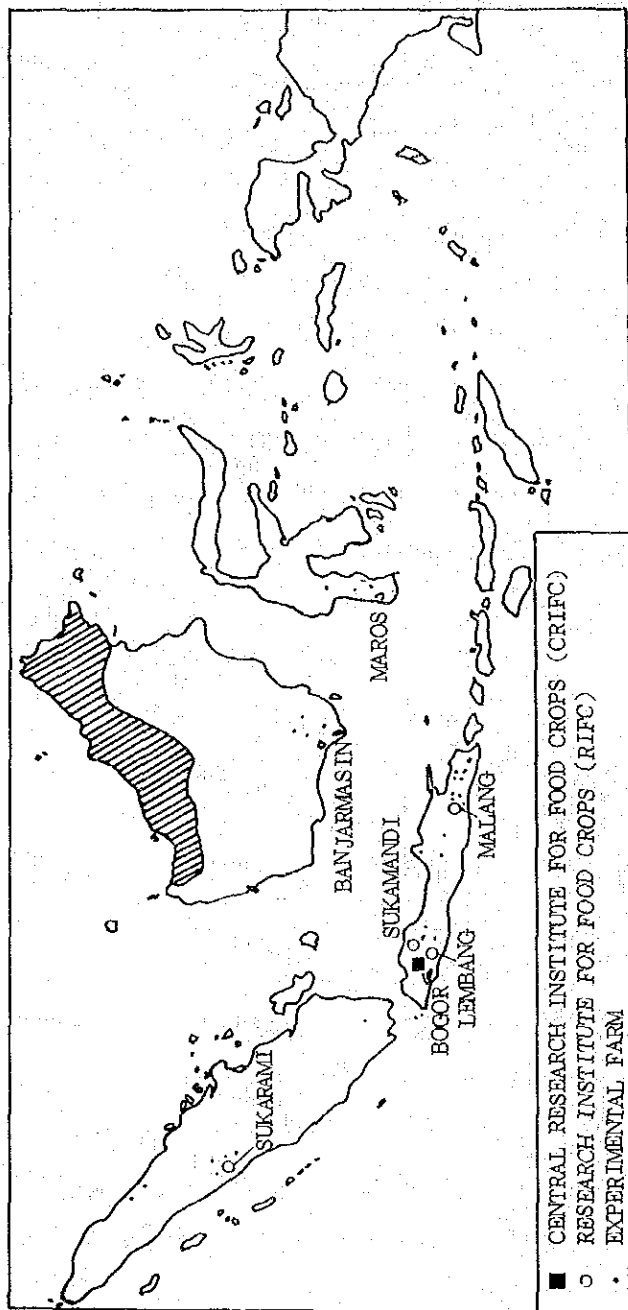 SUKARAMI
BANJARMASIN
MAROS
SUKAMANDI
BOGOR
LEMBANG
MALANG
■ CENTRAL RESEARCH INSTITUTE FOR FOOD CROPS (CRIFC)
○ RESEARCH INSTITUTE FOR FOOD CROPS (RIFC)
• EXPERIMENTAL FARM